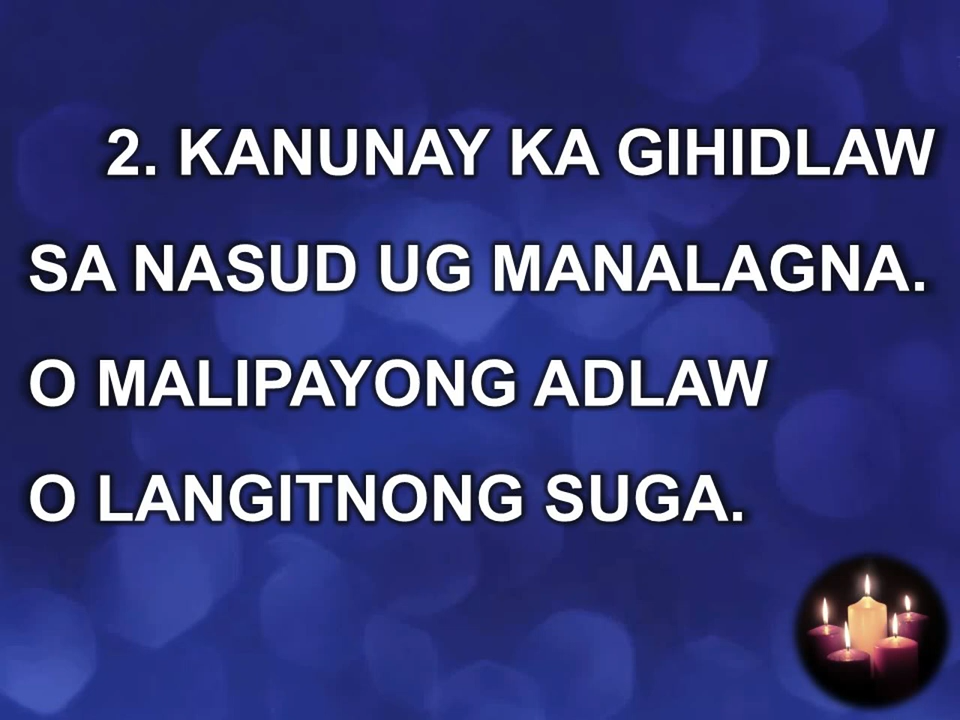 2. KANUNAY KA GIHIDLAW
SA NASUD UG MANALAGNA.
O MALIPAYONG ADLAW
O LANGITNONG SUGA.